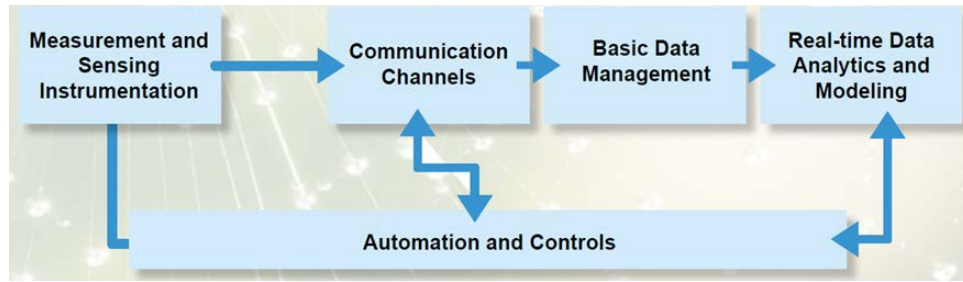 Measurement and
Sensing
Instrumentation
Communication
Channels
Basic Data
Management
Real-time Data
Analytics and
Modeling
Automation and Controls